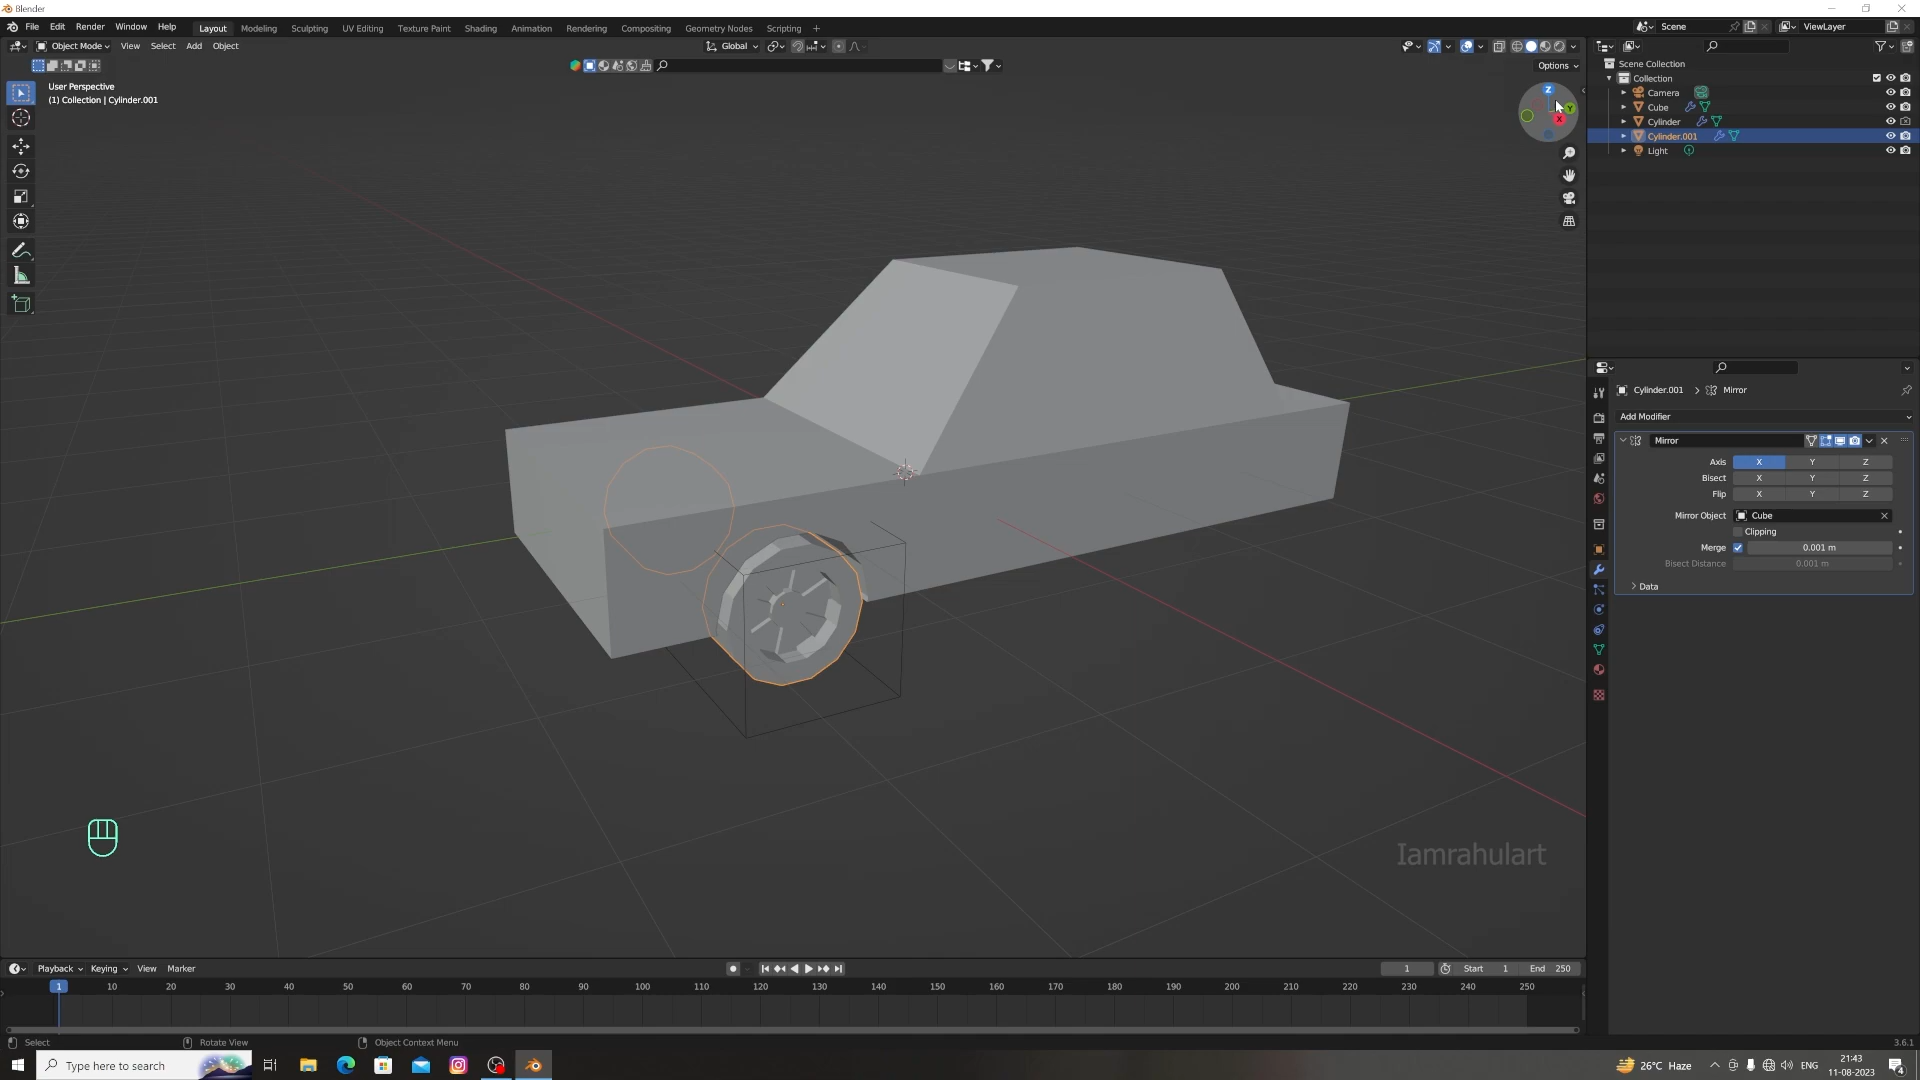 Blender
File Edit Render Window Help Layout Modeling Sculpting UV Editing Texture Paint Shading Animation Rendering Compositing Geometry Nodes Scripting + Scene ViewLayer
Object Mode View Select Add Object Global
Options
User Perspective
(1) Collection | Cylinder.001
Z
Y
X
Scene Collection
Collection
Camera
Cube
Cylinder
Cylinder.001
Light
Cylinder.001 > Mirror
Add Modifier
Mirror
Axis X Y Z
Bisect X Y Z
Flip X Y Z
Mirror Object Cube
Clipping
Merge 0.001 m
Bisect Distance 0.001 m
Data
Iamrahulart
Playback Keying View Marker 1 Start 1 End 250
1 10 20 30 40 50 60 70 80 90 100 110 120 130 140 150 160 170 180 190 200 210 220 230 240 250
Select Rotate View Object Context Menu 3.6.1
Type here to search 26°C Haze ENG 21:43
11-08-2023
4